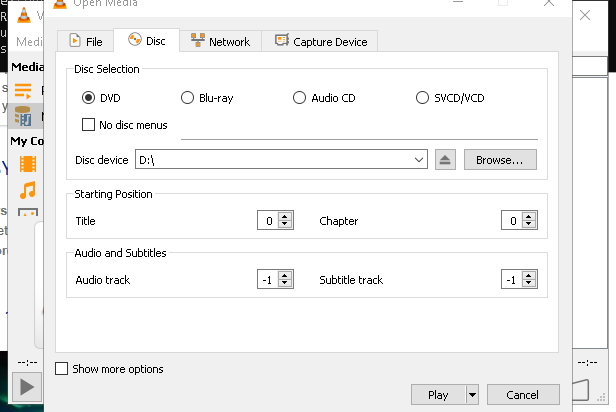 Open Media
Medi
File
Disc
Network
Capture Device
Media
My Co
Disc Selection
DVD
Blu-ray
Audio CD
SVCD/VCD
No disc menus
Disc device
D:\
Browse...
Starting Position
Title
0
Chapter
0
Audio and Subtitles
Audio track
-1
Subtitle track
-1
Show more options
--:--
--:--
Play
Cancel